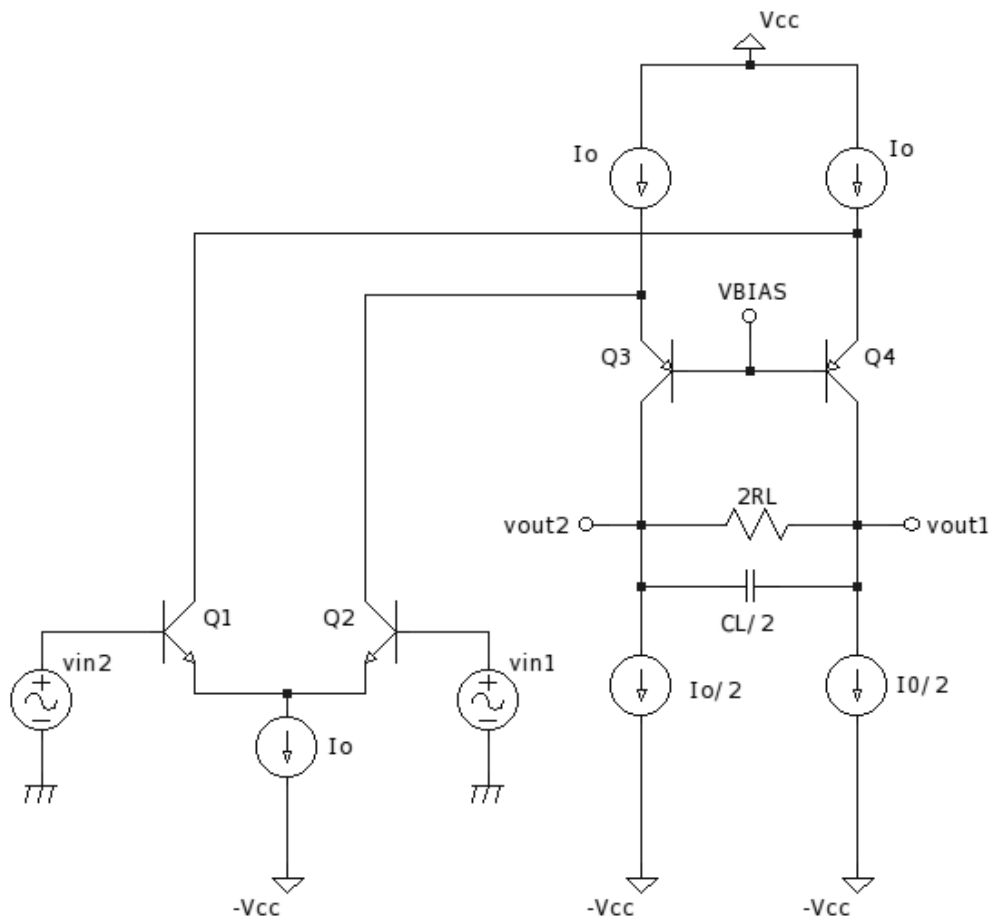 Vcc
Io
Io
VBIAS
Q3
Q4
2RL
vout2
vout1
CL/2
Q1
Q2
vin2
vin1
Io/2
I0/2
Io
-Vcc
-Vcc
-Vcc